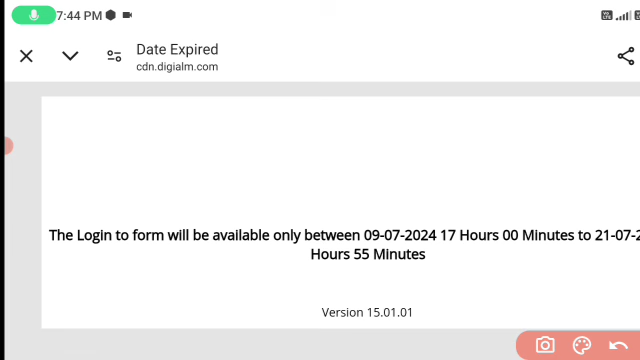 7:44 PM
Date Expired
cdn.digialm.com
The Login to form will be available only between 09-07-2024 17 Hours 00 Minutes to 21-07-2
Hours 55 Minutes
Version 15.01.01